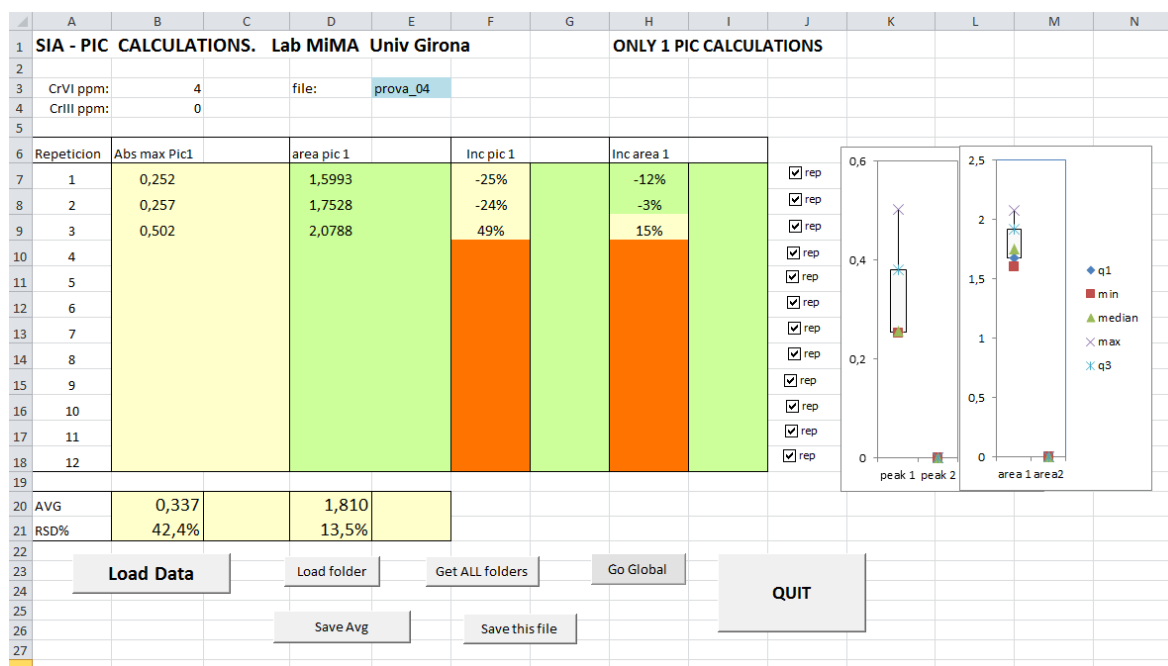 A B C D E F G H I J K L M N
1 SIA - PIC CALCULATIONS. Lab MiMA Univ Girona ONLY 1 PIC CALCULATIONS
2
3 CrVI ppm: 4 file: prova_04
4 CrIII ppm: 0
5
6 Repeticion Abs max Pic1 area pic 1 Inc pic 1 Inc area 1
7 1 0,252 1,5993 -25% -12% rep
8 2 0,257 1,7528 -24% -3% rep
9 3 0,502 2,0788 49% 15% rep
10 4 rep
11 5 rep
12 6 rep
13 7 rep
14 8 rep
15 9 rep
16 10 rep
17 11 rep
18 12 rep
19
20 AVG 0,337 1,810
21 RSD% 42,4% 13,5%
22
23
24
25
26
27
0,6
0,4
0,2
0
peak 1 peak 2
2,5
2
1,5
1
0,5
0
area 1 area2
q1
min
median
max
q3
Load Data Load folder Get ALL folders Go Global QUIT
Save Avg Save this file